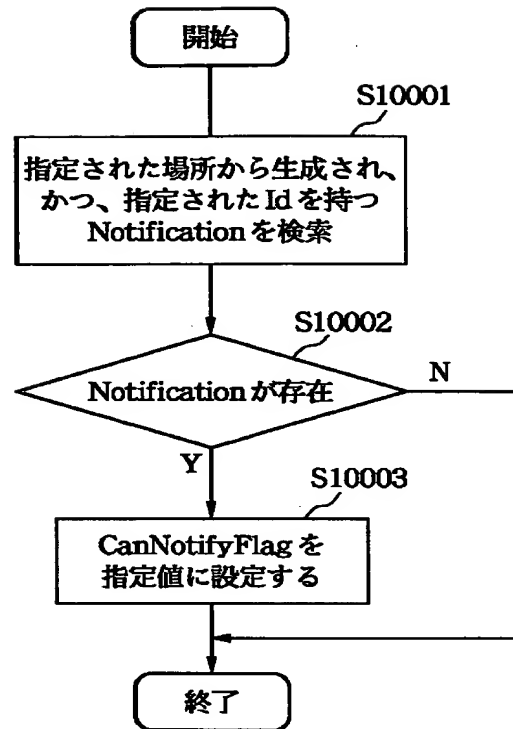 開始
S10001
指定された場所から生成され、
かつ、指定されたIdを持つ
Notificationを検索
S10002
Notificationが存在
N
Y
S10003
CanNotifyFlagを
指定値に設定する
終了